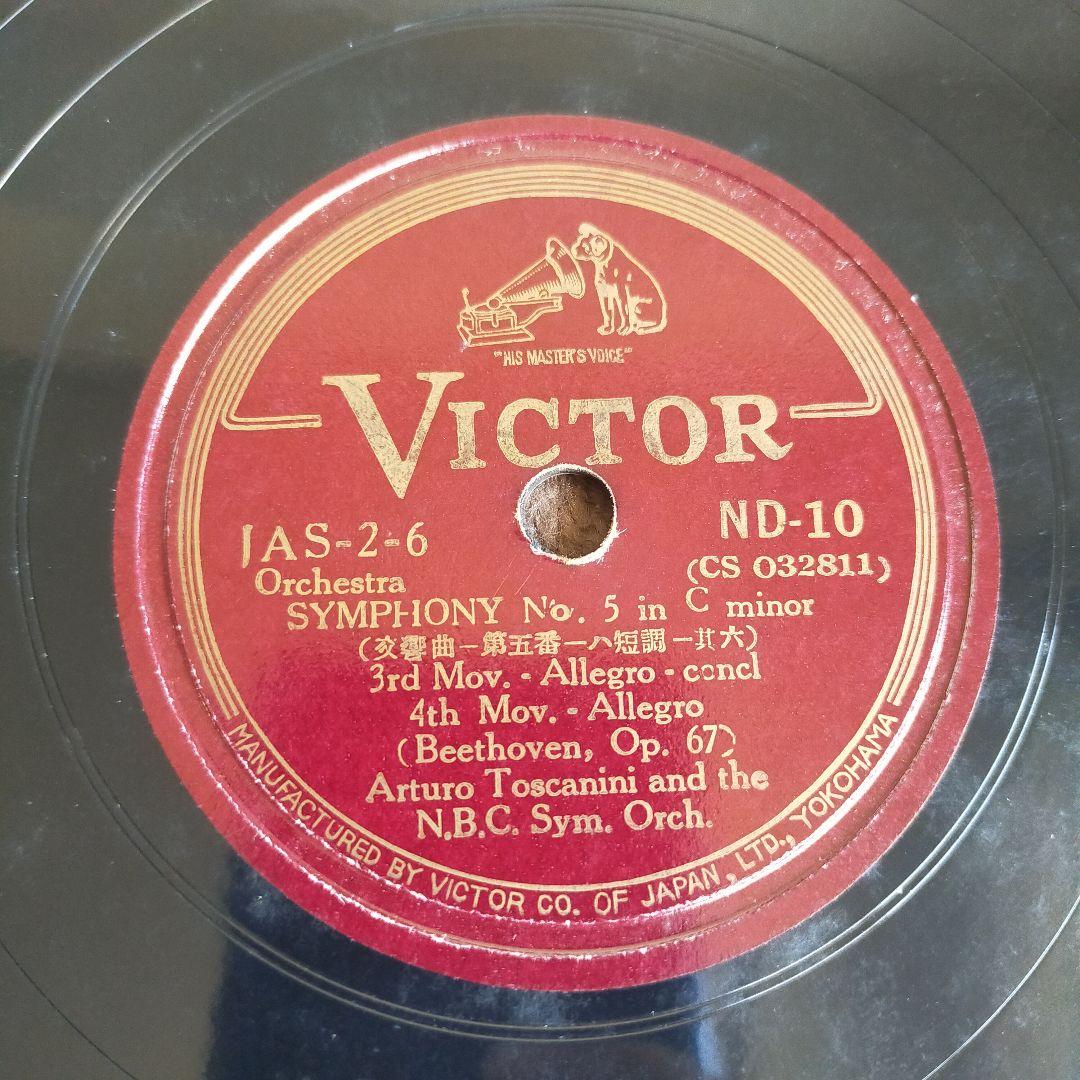 "HIS MASTER'S VOICE"
VICTOR
JAS-2-6
ND-10
Orchestra
(CS 032811)
SYMPHONY No. 5 in C minor
(交響曲ー第五番ーハ短調ー其六)
3rd Mov. - Allegro - concl
4th Mov. - Allegro
(Beethoven, Op. 67)
Arturo Toscanini and the
N.B.C. Sym. Orch.
MANUFACTURED BY VICTOR CO. OF JAPAN, LTD., YOKOHAMA